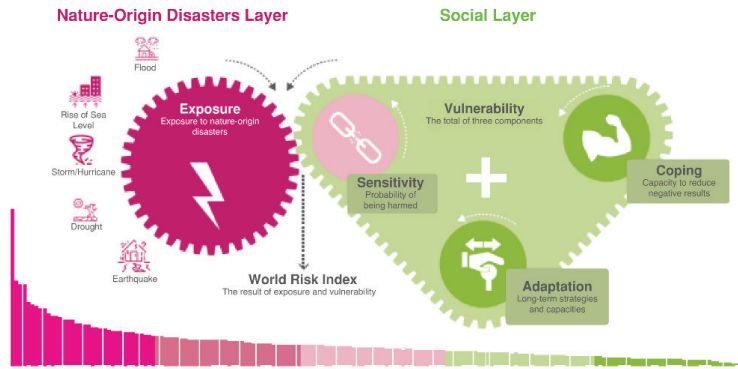 Nature-Origin Disasters Layer
Social Layer
Flood
Rise of Sea
Level
Storm/Hurricane
Drought
Earthquake
Exposure
Exposure to nature-origin
disasters
Vulnerability
The total of three components
Sensitivity
Probability of
being harmed
Coping
Capacity to reduce
negative results
Adaptation
Long-term strategies
and capacities
World Risk Index
The result of exposure and vulnerability